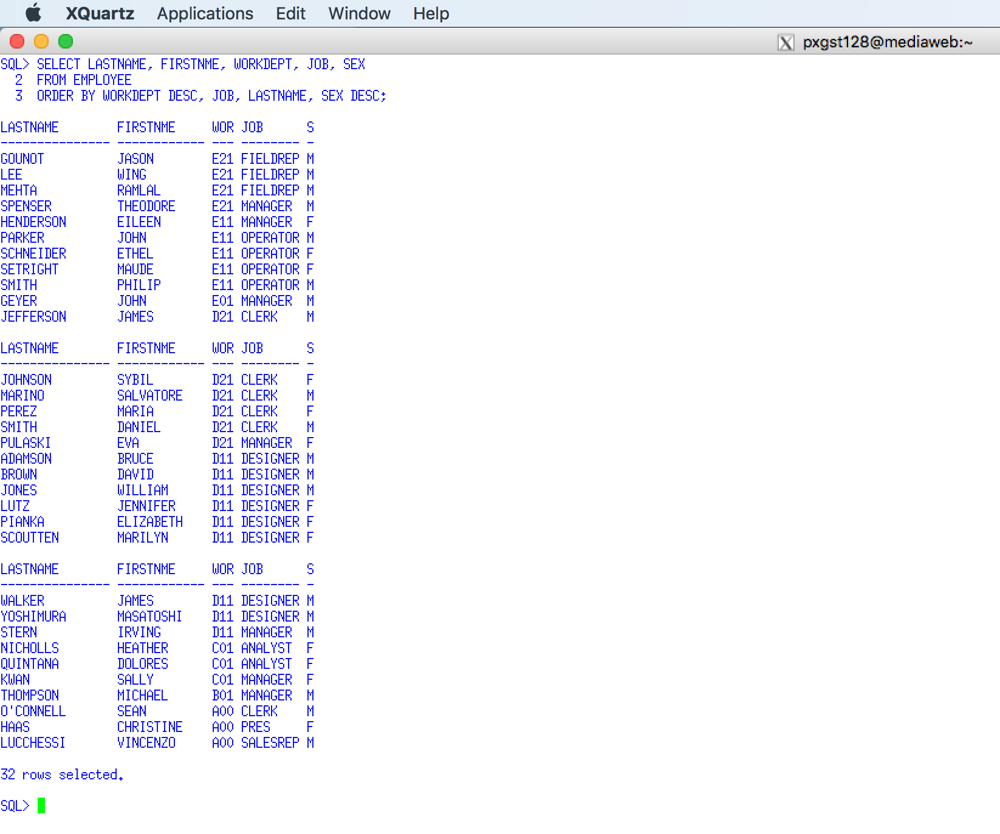 XQuartz Applications Edit Window Help
X pxgst128@mediaweb:~
SQL> SELECT LASTNAME, FIRSTNME, WORKDEPT, JOB, SEX
  2  FROM EMPLOYEE
  3  ORDER BY WORKDEPT DESC, JOB, LASTNAME, SEX DESC;
LASTNAME        FIRSTNME     WOR JOB      S
--------------- ------------ --- -------- -
GOUNOT          JASON        E21 FIELDREP M
LEE             WING         E21 FIELDREP M
MEHTA           RAMLAL       E21 FIELDREP M
SPENSER         THEODORE     E21 MANAGER  M
HENDERSON       EILEEN       E11 MANAGER  F
PARKER          JOHN         E11 OPERATOR M
SCHNEIDER       ETHEL        E11 OPERATOR F
SETRIGHT        MAUDE        E11 OPERATOR F
SMITH           PHILIP       E11 OPERATOR M
GEYER           JOHN         E01 MANAGER  M
JEFFERSON       JAMES        D21 CLERK    M
LASTNAME        FIRSTNME     WOR JOB      S
--------------- ------------ --- -------- -
JOHNSON         SYBIL        D21 CLERK    F
MARINO          SALVATORE    D21 CLERK    M
PEREZ           MARIA        D21 CLERK    F
SMITH           DANIEL       D21 CLERK    M
PULASKI         EVA          D21 MANAGER  F
ADAMSON         BRUCE        D11 DESIGNER M
BROWN           DAVID        D11 DESIGNER M
JONES           WILLIAM      D11 DESIGNER M
LUTZ            JENNIFER     D11 DESIGNER F
PIANKA          ELIZABETH    D11 DESIGNER F
SCOUTTEN        MARILYN      D11 DESIGNER F
LASTNAME        FIRSTNME     WOR JOB      S
--------------- ------------ --- -------- -
WALKER          JAMES        D11 DESIGNER M
YOSHIMURA       MASATOSHI    D11 DESIGNER M
STERN           IRVING       D11 MANAGER  M
NICHOLLS        HEATHER      C01 ANALYST  F
QUINTANA        DOLORES      C01 ANALYST  F
KWAN            SALLY        C01 MANAGER  F
THOMPSON        MICHAEL      B01 MANAGER  M
O'CONNELL       SEAN         A00 CLERK    M
HAAS            CHRISTINE    A00 PRES     F
LUCCHESSI       VINCENZO     A00 SALESREP M
32 rows selected.
SQL>